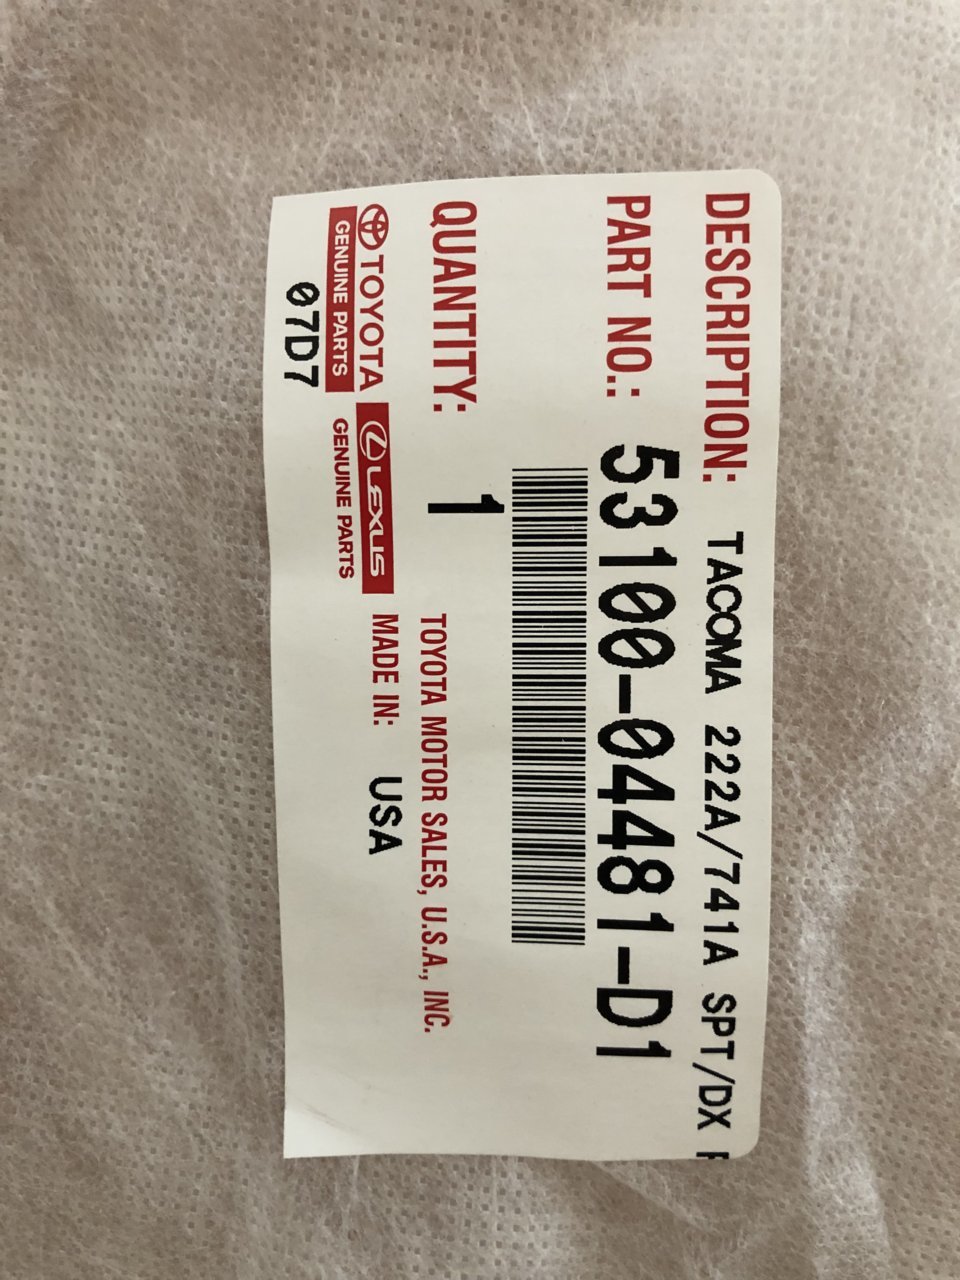 DESCRIPTION: TACOMA 222A/741A SPT/DX
PART NO.: 53100-04481-D1
QUANTITY: 1
TOYOTA MOTOR SALES, U.S.A., INC.
TOYOTA
GENUINE PARTS
LEXUS
GENUINE PARTS
MADE IN: USA
07D7